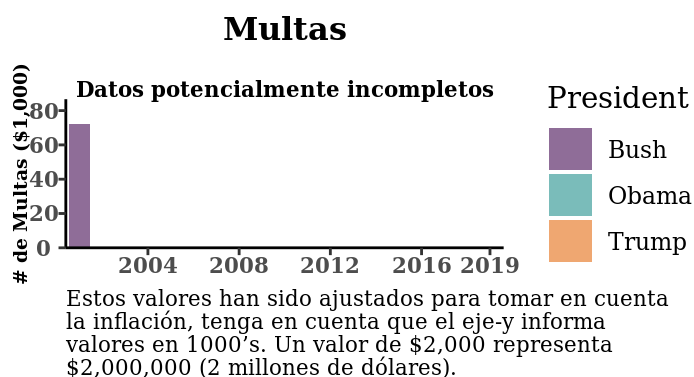 Multas
Datos potencialmente incompletos
# de Multas ($1,000)
80
60
40
20
0
2004 2008 2012 2016 2019
President
Bush
Obama
Trump
Estos valores han sido ajustados para tomar en cuenta
la inflación, tenga en cuenta que el eje-y informa
valores en 1000’s. Un valor de $2,000 representa
$2,000,000 (2 millones de dólares).